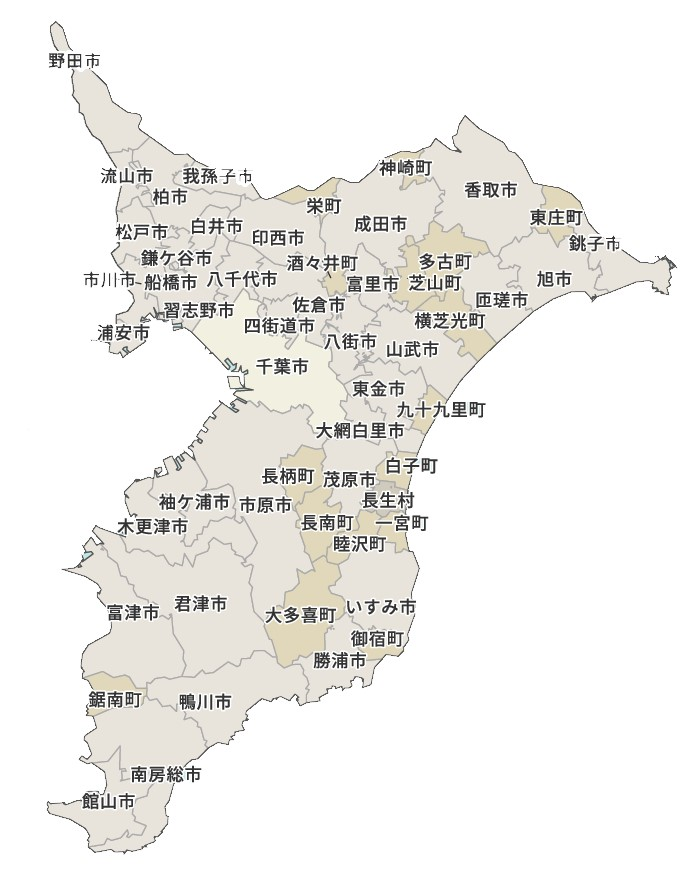 野田市
神崎町
流山市
我孫子市
柏市
香取市
栄町
東庄町
成田市
白井市
松戸市
印西市
銚子市
鎌ケ谷市
酒々井町
多古町
市川市
船橋市
八千代市
富里市
芝山町
旭市
匝瑳市
佐倉市
習志野市
四街道市
横芝光町
浦安市
八街市
山武市
千葉市
東金市
九十九里町
大網白里市
白子町
長柄町
茂原市
長生村
袖ケ浦市
市原市
長南町
一宮町
木更津市
睦沢町
君津市
いすみ市
富津市
大多喜町
御宿町
勝浦市
鋸南町
鴨川市
南房総市
館山市